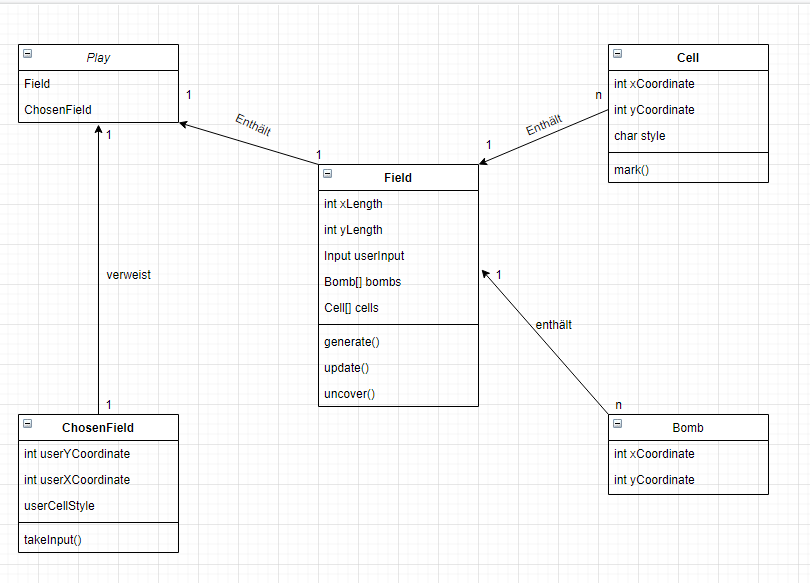 Play
Field
ChosenField
1
1
Enthält
1
verweist
1
ChosenField
int userYCoordinate
int userXCoordinate
userCellStyle
takeInput()
Field
int xLength
int yLength
Input userInput
Bomb[] bombs
Cell[] cells
generate()
update()
uncover()
1
Enthält
n
Cell
int xCoordinate
int yCoordinate
char style
mark()
1
enthält
n
Bomb
int xCoordinate
int yCoordinate